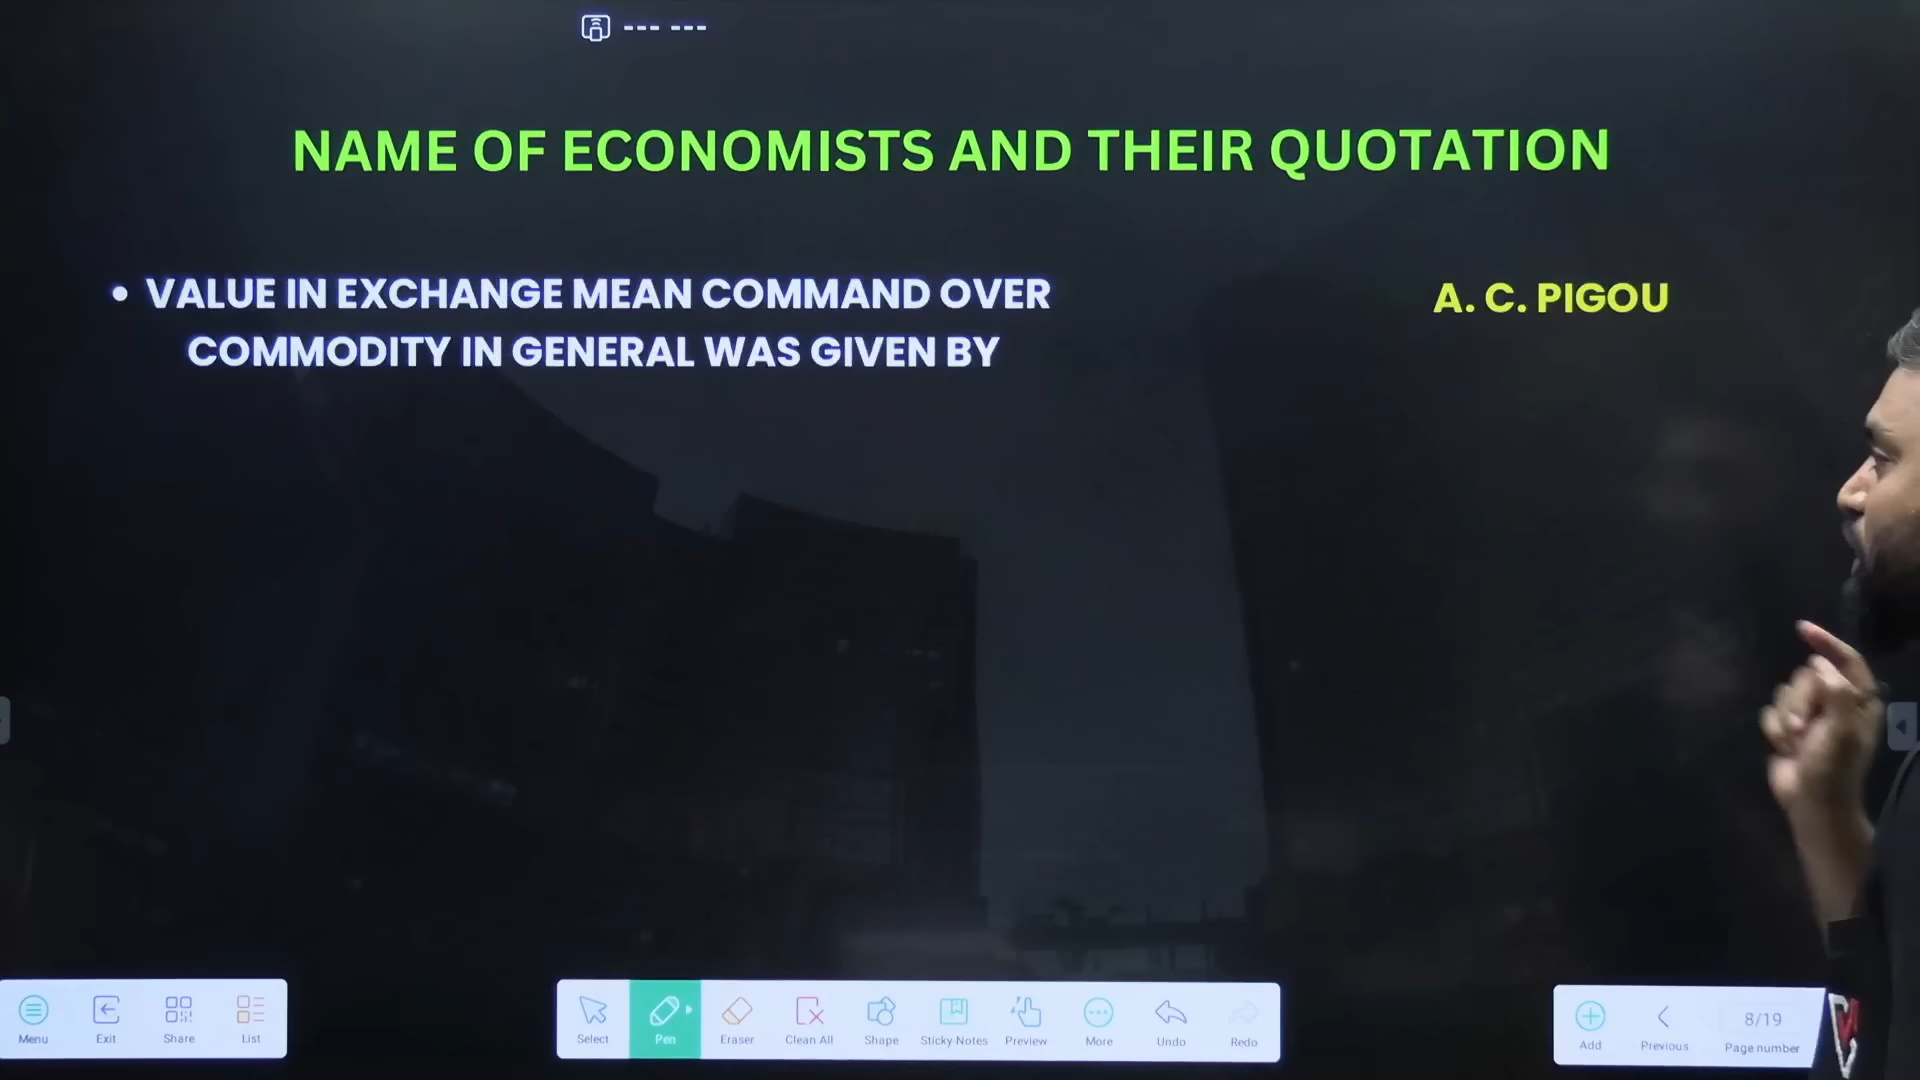 --- ---
NAME OF ECONOMISTS AND THEIR QUOTATION
• VALUE IN EXCHANGE MEAN COMMAND OVER
COMMODITY IN GENERAL WAS GIVEN BY
A. C. PIGOU
Menu Exit Share List
Select Pen Eraser Clean All Shape Sticky Notes Preview More Undo Redo
Add Previous 8/19 Page number